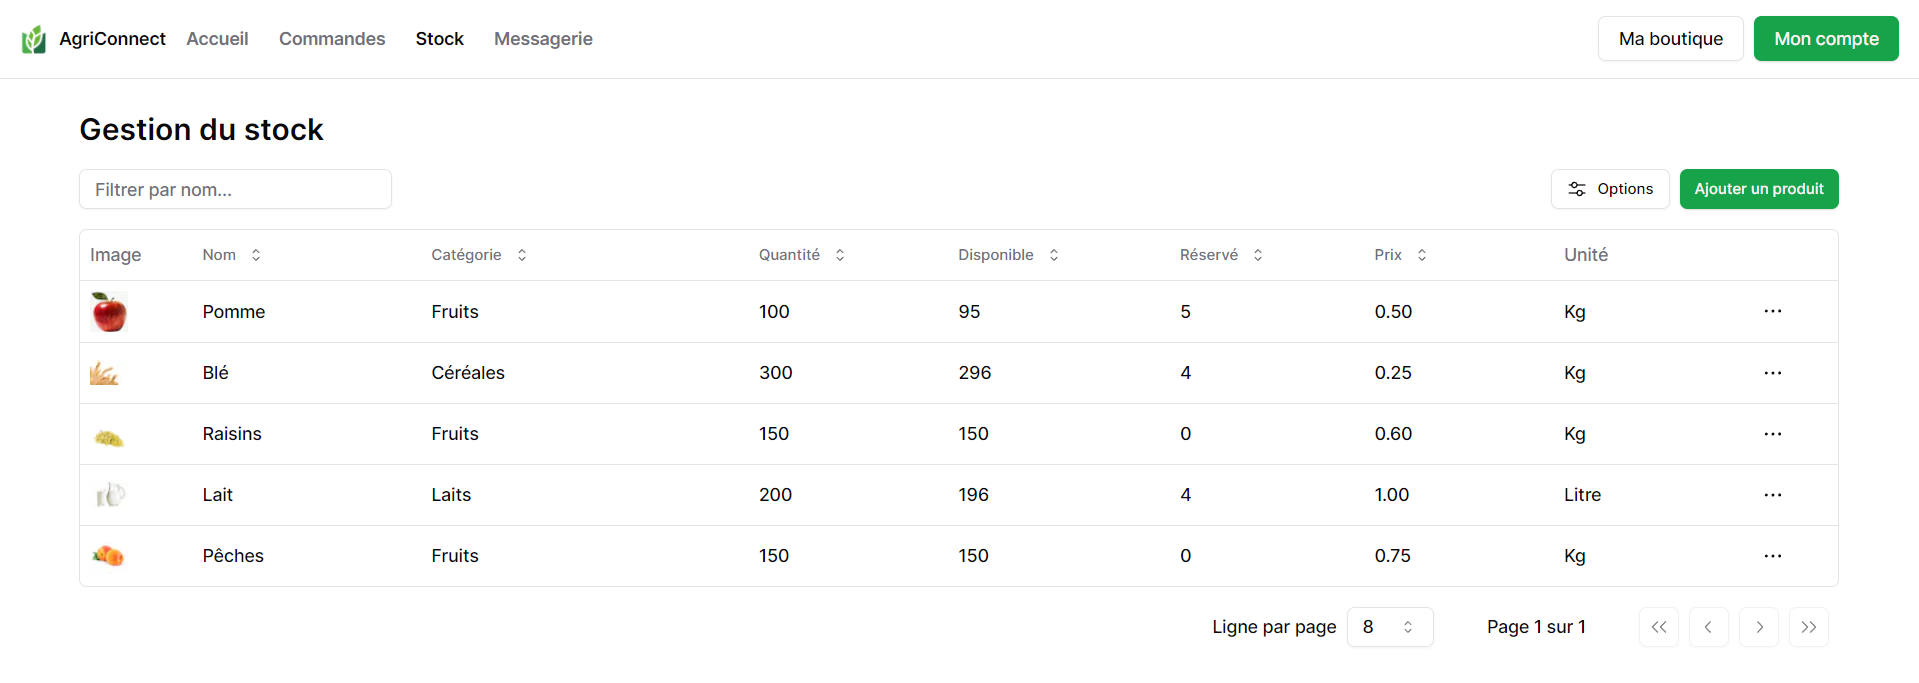 AgriConnect Accueil Commandes Stock Messagerie Ma boutique Mon compte
Gestion du stock
Filtrer par nom... Options Ajouter un produit
Image Nom Catégorie Quantité Disponible Réservé Prix Unité
Pomme Fruits 100 95 5 0.50 Kg
Blé Céréales 300 296 4 0.25 Kg
Raisins Fruits 150 150 0 0.60 Kg
Lait Laits 200 196 4 1.00 Litre
Pêches Fruits 150 150 0 0.75 Kg
Ligne par page 8 Page 1 sur 1